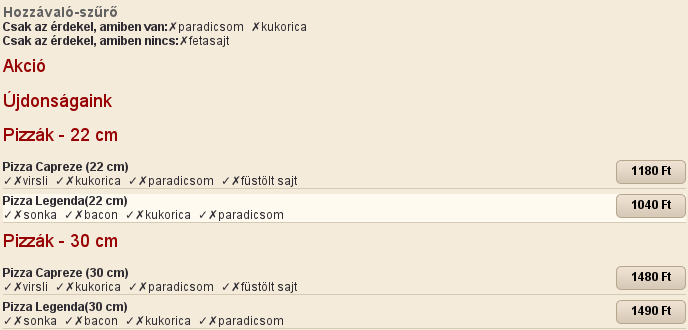 Hozzávaló-szűrő
Csak az érdekel, amiben van:✗paradicsom ✗kukorica
Csak az érdekel, amiben nincs:✗fetasajt
Akció
Újdonságaink
Pizzák - 22 cm
Pizza Capreze (22 cm)
✓✗virsli ✓✗kukorica ✓✗paradicsom ✓✗füstölt sajt
1180 Ft
Pizza Legenda(22 cm)
✓✗sonka ✓✗bacon ✓✗kukorica ✓✗paradicsom
1040 Ft
Pizzák - 30 cm
Pizza Capreze (30 cm)
✓✗virsli ✓✗kukorica ✓✗paradicsom ✓✗füstölt sajt
1480 Ft
Pizza Legenda(30 cm)
✓✗sonka ✓✗bacon ✓✗kukorica ✓✗paradicsom
1490 Ft